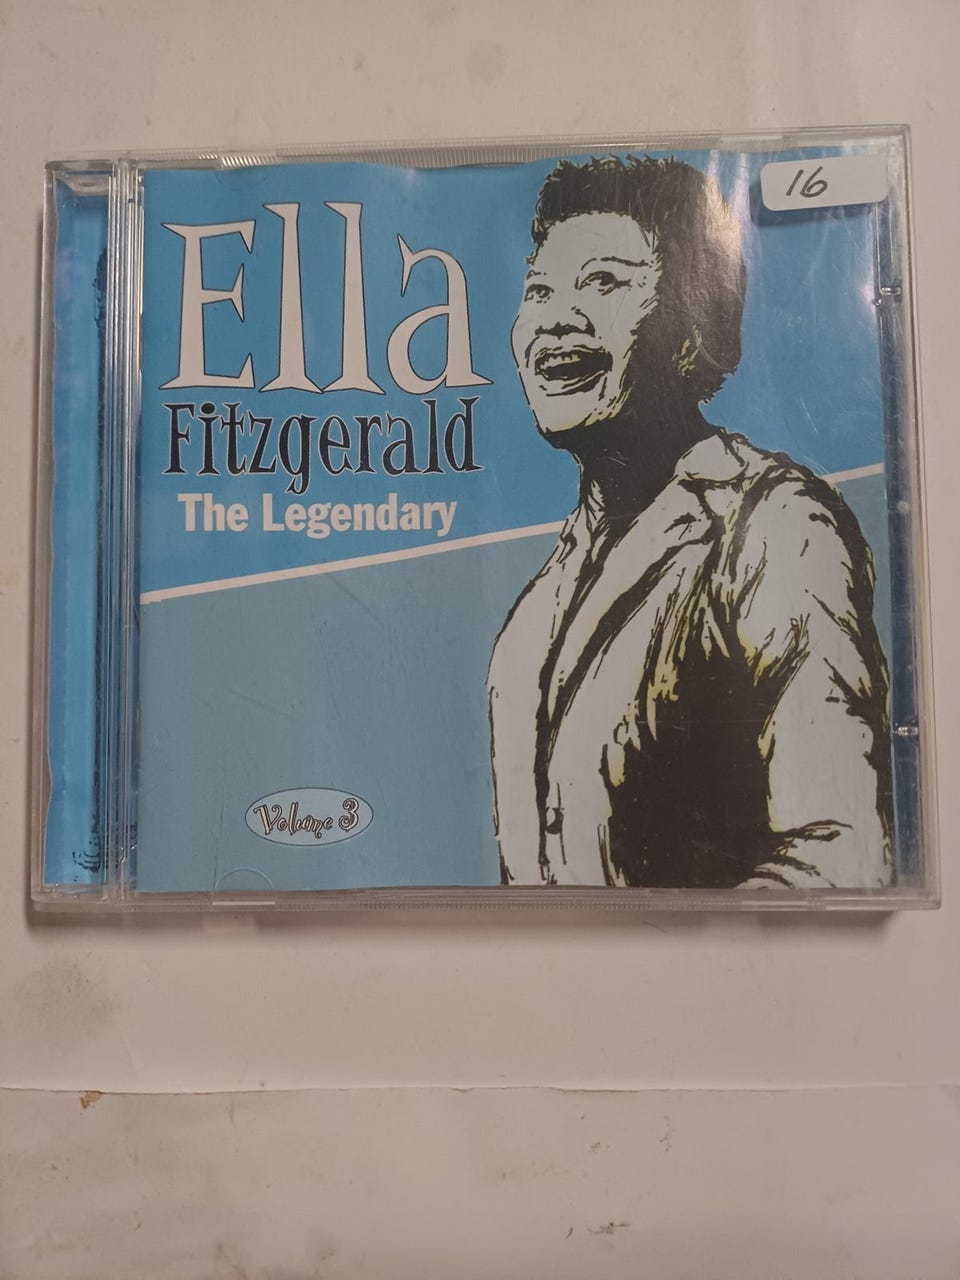 16
Ella
Fitzgerald
The Legendary
Volume 3